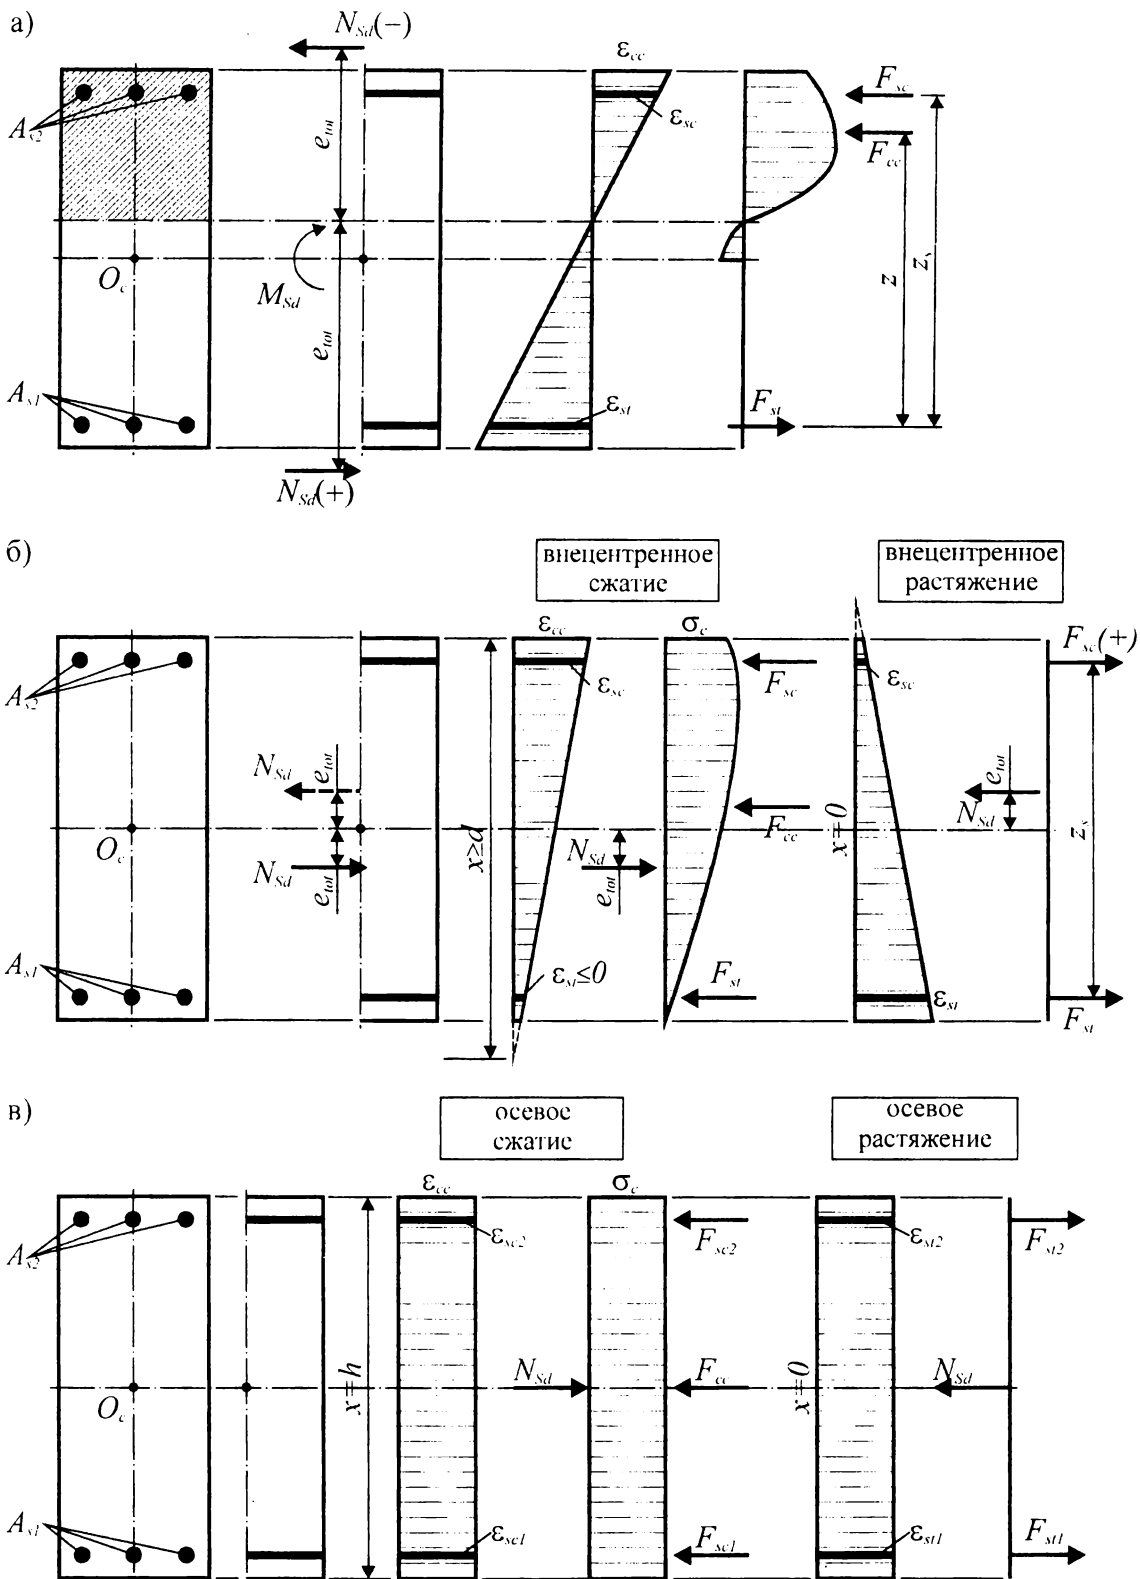 а)
N_Sd(−)
ε_cc
F_sc
A_s2
e_tot
ε_sc
F_cc
O_c
M_Sd
z
z_s
e_tot
A_s1
ε_st
F_st
N_Sd(+)
б)
внецентренное
сжатие
внецентренное
растяжение
ε_cc
σ_c
F_sc(+)
A_s2
ε_sc
F_sc
ε_sc
N_Sd
e_tot
e_tot
N_Sd
O_c
x≥d
F_cc
x=0
z_s
N_Sd
e_tot
N_Sd
e_tot
A_s1
ε_st≤0
F_st
ε_st
F_st
в)
осевое
сжатие
осевое
растяжение
ε_cc
σ_c
A_s2
ε_sc2
F_sc2
ε_st2
F_st2
O_c
x=h
N_Sd
F_cc
x=0
N_Sd
A_s1
ε_sc1
F_sc1
ε_st1
F_st1